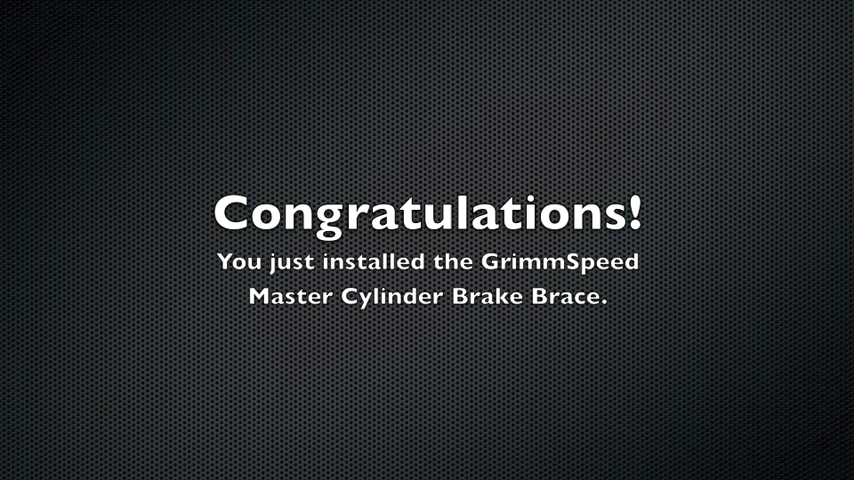 Congratulations!
You just installed the GrimmSpeed
Master Cylinder Brake Brace.